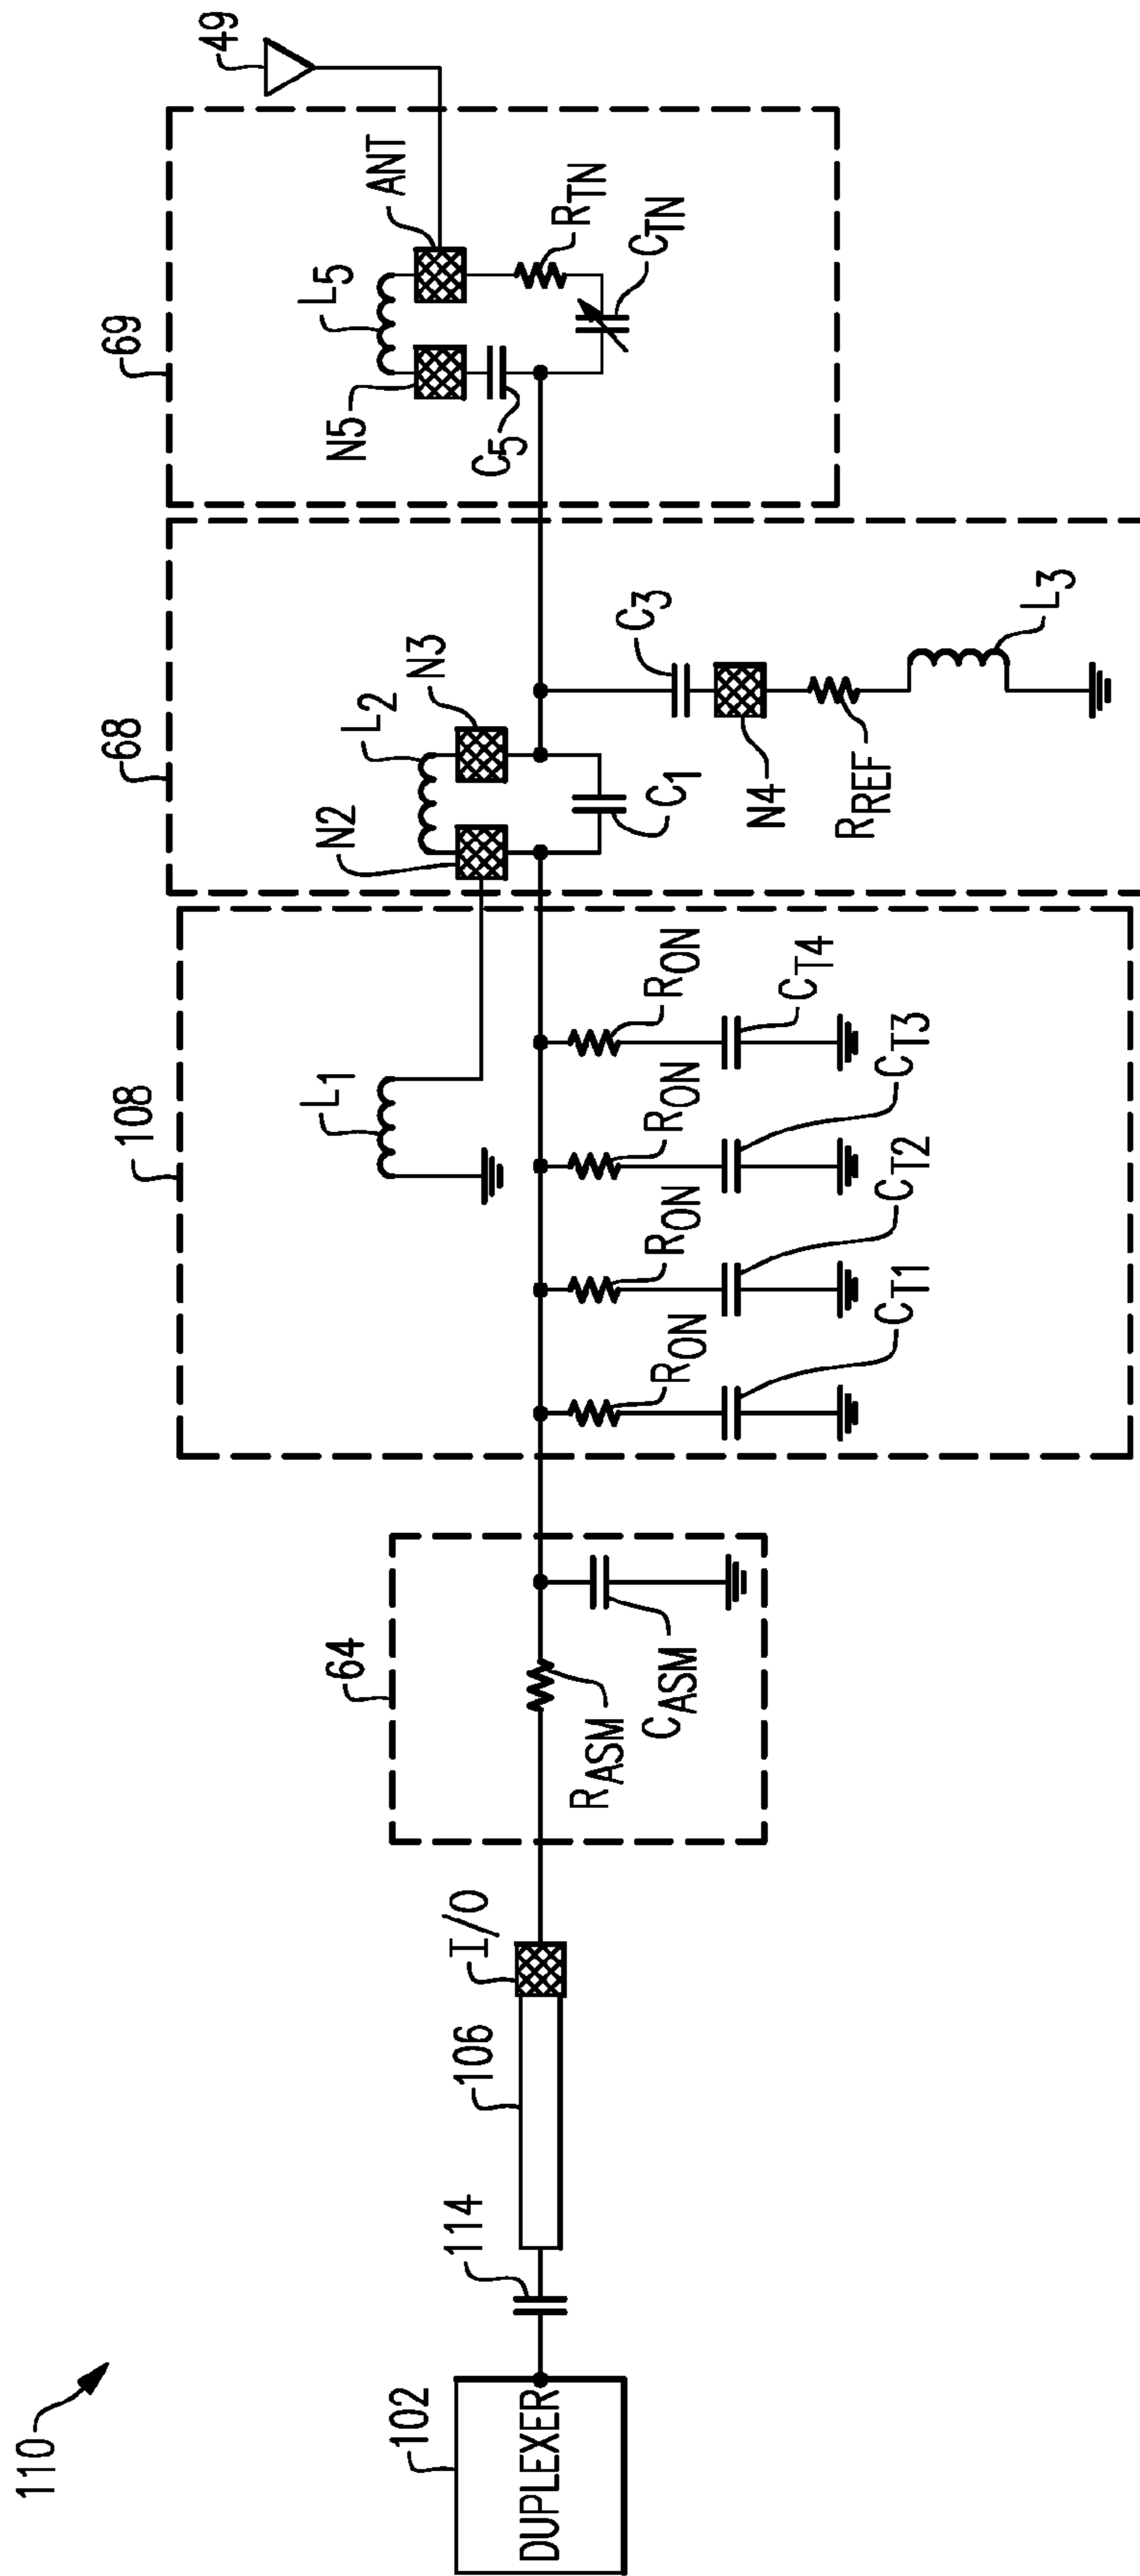 110
102
DUPLEXER
114
106
I/O
64
RASM
CASM
108
L1
RON
RON
RON
RON
CT1
CT2
CT3
CT4
68
N2
L2
N3
C1
C3
N4
RREF
L3
69
N5
L5
ANT
C5
RTN
CTN
49